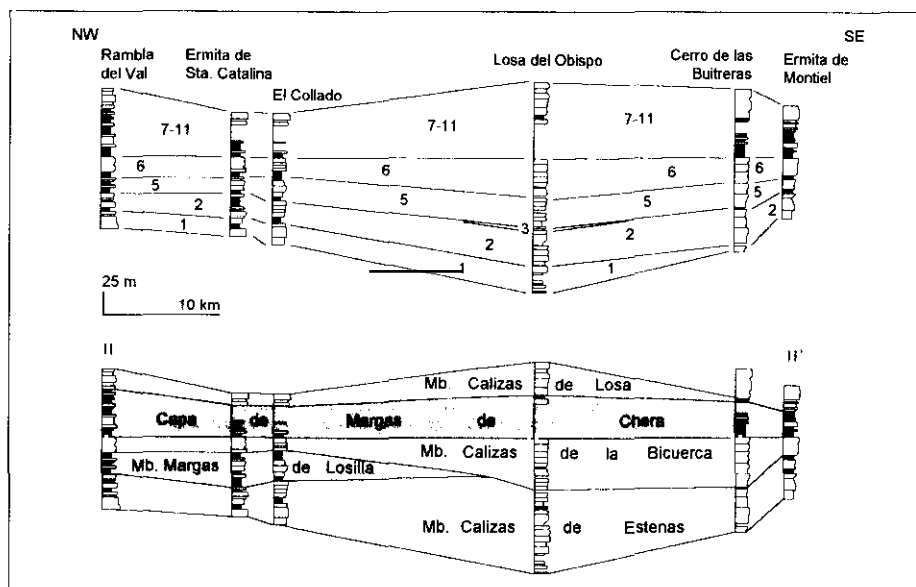 NW
SE
Rambla del Val
Ermita de Sta. Catalina
El Collado
Losa del Obispo
Cerro de las Buitreras
Ermita de Montiel
7-11
7-11
6
6
6
5
5
5
5
3
2
2
2
2
1
1
1
25 m
10 km
II
II'
Mb. Calizas de Losa
Capa de Margas de Chera
Mb. Calizas de la Bicuerca
Mb. Margas de Losilla
Mb. Calizas de Estenas